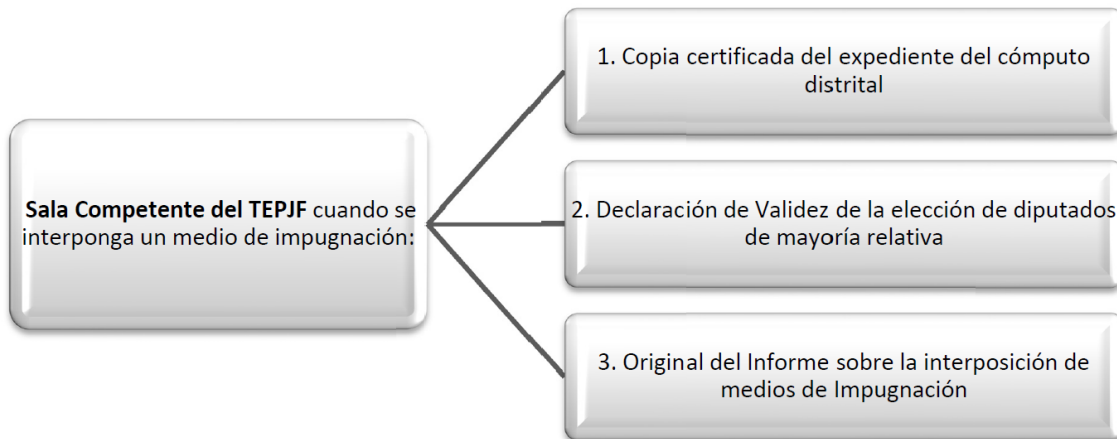 Sala Competente del TEPJF cuando se
interponga un medio de impugnación:
1. Copia certificada del expediente del cómputo
distrital
2. Declaración de Validez de la elección de diputados
de mayoría relativa
3. Original del Informe sobre la interposición de
medios de Impugnación